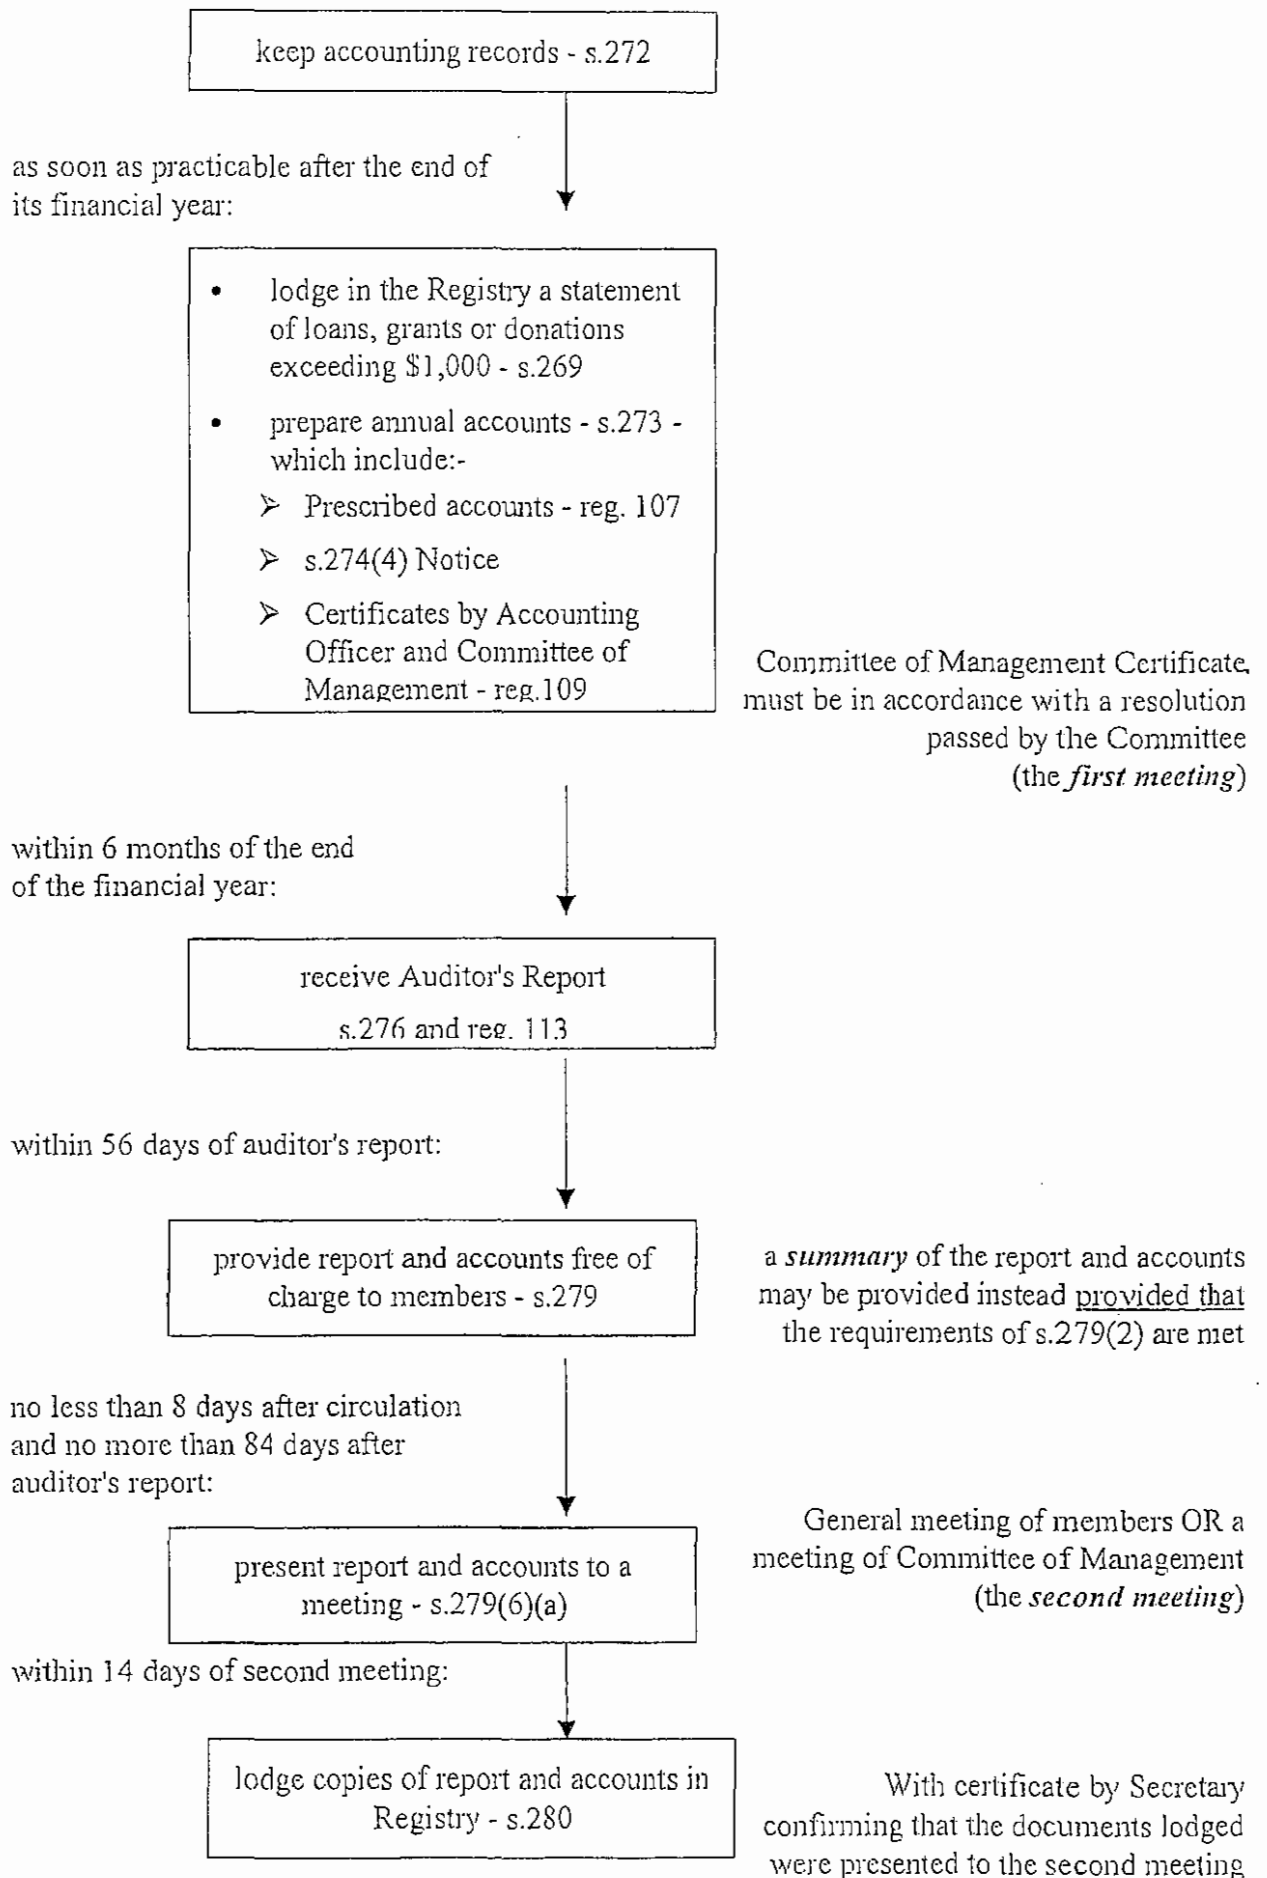 keep accounting records - s.272
as soon as practicable after the end of
its financial year:
• lodge in the Registry a statement
of loans, grants or donations
exceeding $1,000 - s.269
• prepare annual accounts - s.273 -
which include:-
➢ Prescribed accounts - reg. 107
➢ s.274(4) Notice
➢ Certificates by Accounting
Officer and Committee of
Management - reg.109
Committee of Management Certificate
must be in accordance with a resolution
passed by the Committee
(the first meeting)
within 6 months of the end
of the financial year:
receive Auditor's Report
s.276 and reg. 113
within 56 days of auditor's report:
provide report and accounts free of
charge to members - s.279
a summary of the report and accounts
may be provided instead provided that
the requirements of s.279(2) are met
no less than 8 days after circulation
and no more than 84 days after
auditor's report:
present report and accounts to a
meeting - s.279(6)(a)
General meeting of members OR a
meeting of Committee of Management
(the second meeting)
within 14 days of second meeting:
lodge copies of report and accounts in
Registry - s.280
With certificate by Secretary
confirming that the documents lodged
were presented to the second meeting